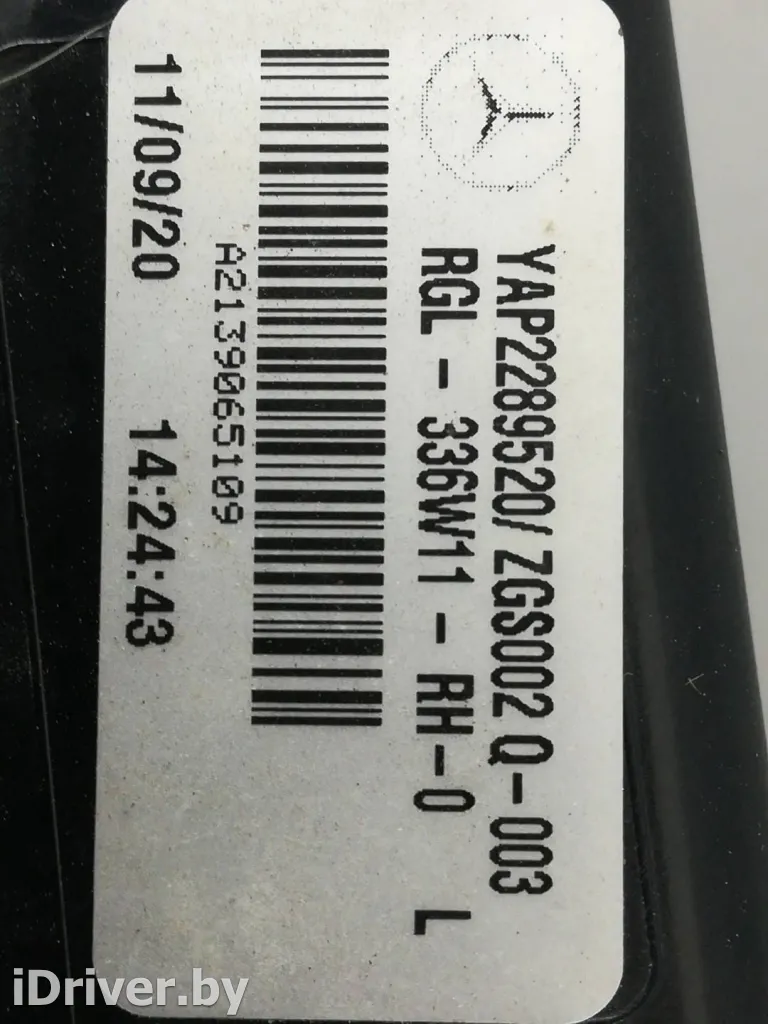 YAP2289520/ZGS002 Q-003
RGL - 336W11 - RH-0 L
A2139065109
11/09/20 14:24:43
iDriver.by